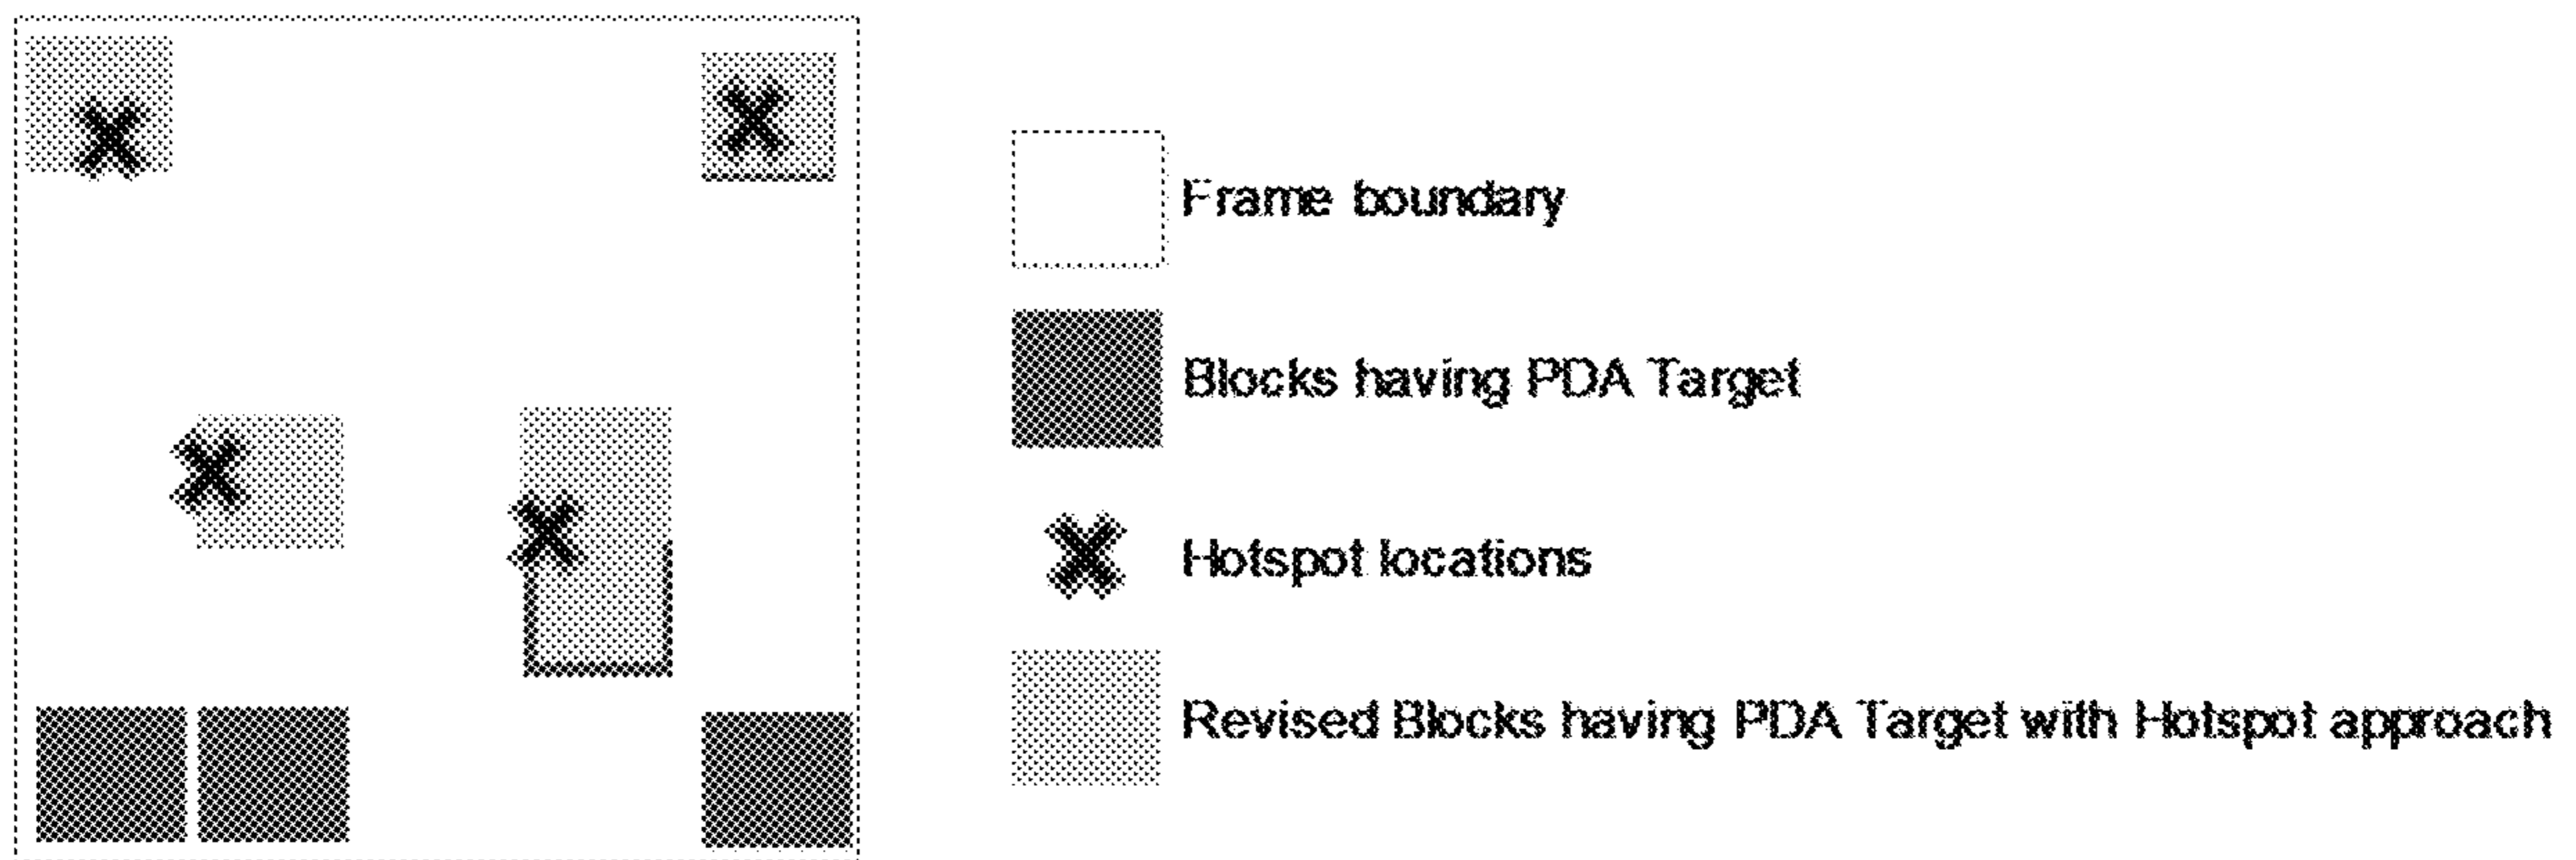 Frame boundary
Blocks having PDA Target
Hotspot locations
Revised Blocks having PDA Target with Hotspot approach